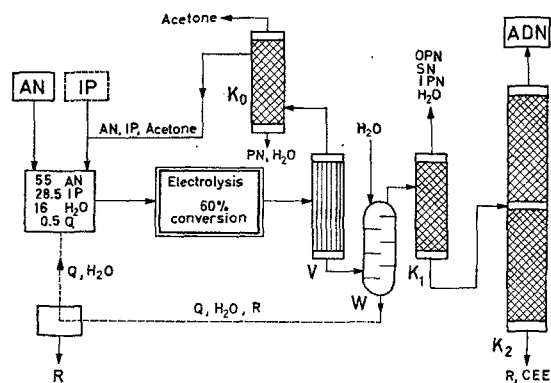 Acetone
OPN
SN
IPN
H₂O
ADN
AN
IP
K₀
AN, IP, Acetone
PN, H₂O
H₂O
55 AN
28.5 IP
16 H₂O
0.5 Q
Electrolysis
60%
conversion
V
W
K₁
Q, H₂O
Q, H₂O, R
K₂
R
R, CEE